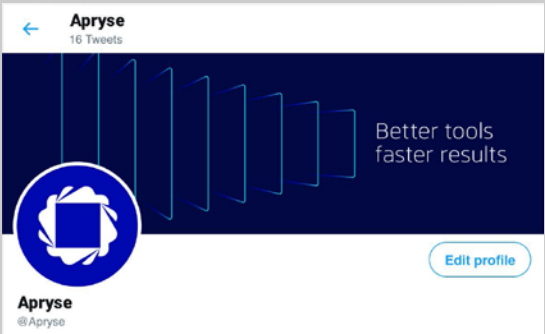 Apryse
16 Tweets
Better tools
faster results
Edit profile
Apryse
@Apryse